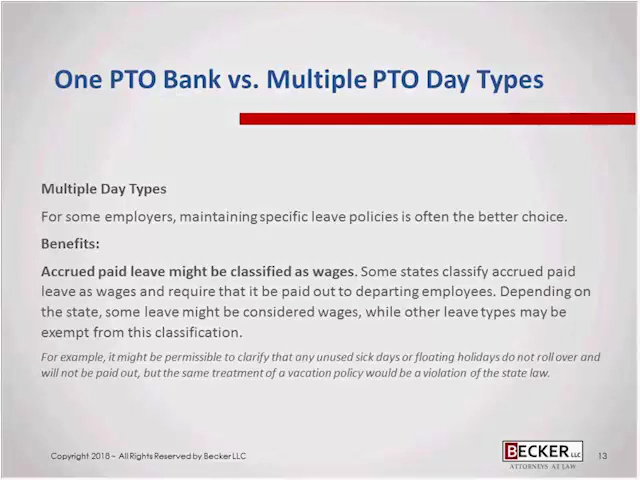 One PTO Bank vs. Multiple PTO Day Types
Multiple Day Types
For some employers, maintaining specific leave policies is often the better choice.
Benefits:
Accrued paid leave might be classified as wages. Some states classify accrued paid
leave as wages and require that it be paid out to departing employees. Depending on
the state, some leave might be considered wages, while other leave types may be
exempt from this classification.
For example, it might be permissible to clarify that any unused sick days or floating holidays do not roll over and
will not be paid out, but the same treatment of a vacation policy would be a violation of the state law.
Copyright 2018 – All Rights Reserved by Becker LLC
BECKER LLC
ATTORNEYS AT LAW
13